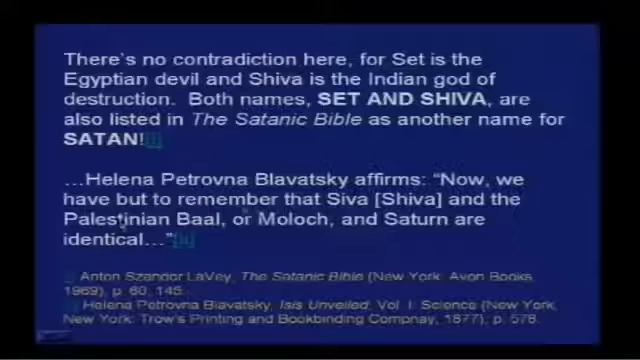 There's no contradiction here, for Set is the
Egyptian devil and Shiva is the Indian god of
destruction. Both names, SET AND SHIVA, are
also listed in The Satanic Bible as another name for
SATAN![i]
…Helena Petrovna Blavatsky affirms: "Now, we
have but to remember that Siva [Shiva] and the
Palestinian Baal, or Moloch, and Saturn are
identical…"[ii]
Anton Szandor LaVey, The Satanic Bible (New York: Avon Books,
1969), p. 60, 145.
Helena Petrovna Blavatsky, Isis Unveiled: Vol. I: Science (New York,
New York: Trow's Printing and Bookbinding Compnay, 1877), p. 578.